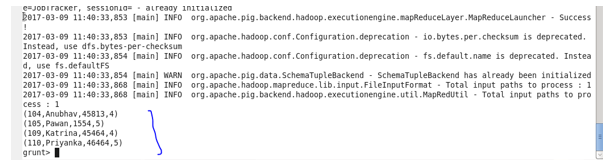 e=JobTracker, sessionId= - already initialized
2017-03-09 11:40:33,853 [main] INFO  org.apache.pig.backend.hadoop.executionengine.mapReduceLayer.MapReduceLauncher - Success
!
2017-03-09 11:40:33,853 [main] INFO  org.apache.hadoop.conf.Configuration.deprecation - io.bytes.per.checksum is deprecated.
Instead, use dfs.bytes-per-checksum
2017-03-09 11:40:33,854 [main] INFO  org.apache.hadoop.conf.Configuration.deprecation - fs.default.name is deprecated. Instea
d, use fs.defaultFS
2017-03-09 11:40:33,854 [main] WARN  org.apache.pig.data.SchemaTupleBackend - SchemaTupleBackend has already been initialized
2017-03-09 11:40:33,868 [main] INFO  org.apache.hadoop.mapreduce.lib.input.FileInputFormat - Total input paths to process : 1
2017-03-09 11:40:33,868 [main] INFO  org.apache.pig.backend.hadoop.executionengine.util.MapRedUtil - Total input paths to pro
cess : 1
(104,Anubhav,45813,4)
(105,Pawan,1554,5)
(109,Katrina,45464,4)
(110,Priyanka,46464,5)
grunt>